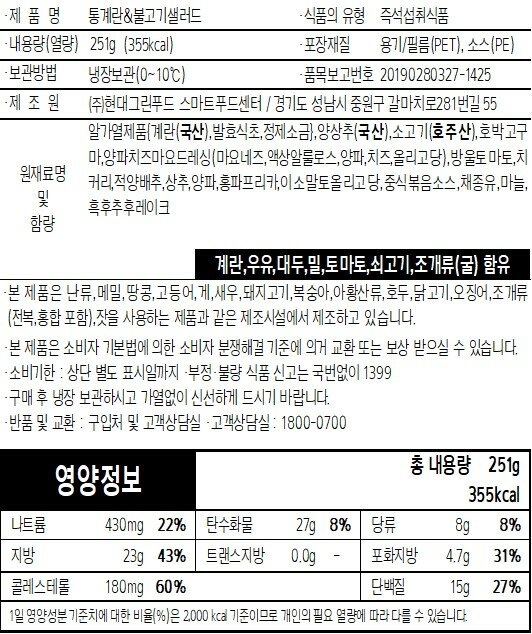 ·제 품 명 통계란&불고기샐러드 ·식품의 유형 즉석섭취식품
·내용량(열량) 251g (355kcal) ·포장재질 용기/필름(PET), 소스(PE)
·보관방법 냉장보관(0~10℃) ·품목보고번호 20190280327-1425
·제 조 원 (주)현대그린푸드 스마트푸드센터 / 경기도 성남시 중원구 갈마치로281번길 55
원재료명 및 함량
알가열제품{계란(국산),발효식초,정제소금},양상추(국산),소고기(호주산),호박고구
마,양파치즈마요드레싱(마요네즈,액상알룰로스,양파,치즈,올리고당),방울토마토,치
커리,적양배추,상추,양파,홍파프리카,이소말토올리고당,중식볶음소스,채종유,마늘,
흑후추후레이크
계란,우유,대두,밀,토마토,쇠고기,조개류(굴) 함유
·본 제품은 난류,메밀,땅콩,고등어,게,새우,돼지고기,복숭아,아황산류,호두,닭고기,오징어,조개류
(전복,홍합 포함),잣을 사용하는 제품과 같은 제조시설에서 제조하고 있습니다.
·본 제품은 소비자 기본법에 의한 소비자 분쟁해결 기준에 의거 교환 또는 보상 받으실 수 있습니다.
·소비기한 : 상단 별도 표시일까지 ·부정·불량 식품 신고는 국번없이 1399
·구매 후 냉장 보관하시고 가열없이 신선하게 드시기 바랍니다.
·반품 및 교환 : 구입처 및 고객상담실 ·고객상담실 : 1800-0700
영양정보 총 내용량 251g
355kcal
나트륨 430mg 22% 탄수화물 27g 8% 당류 8g 8%
지방 23g 43% 트랜스지방 0.0g - 포화지방 4.7g 31%
콜레스테롤 180mg 60% 단백질 15g 27%
1일 영양성분 기준치에 대한 비율(%)은 2,000 kcal 기준이므로 개인의 필요 열량에 따라 다를 수 있습니다.